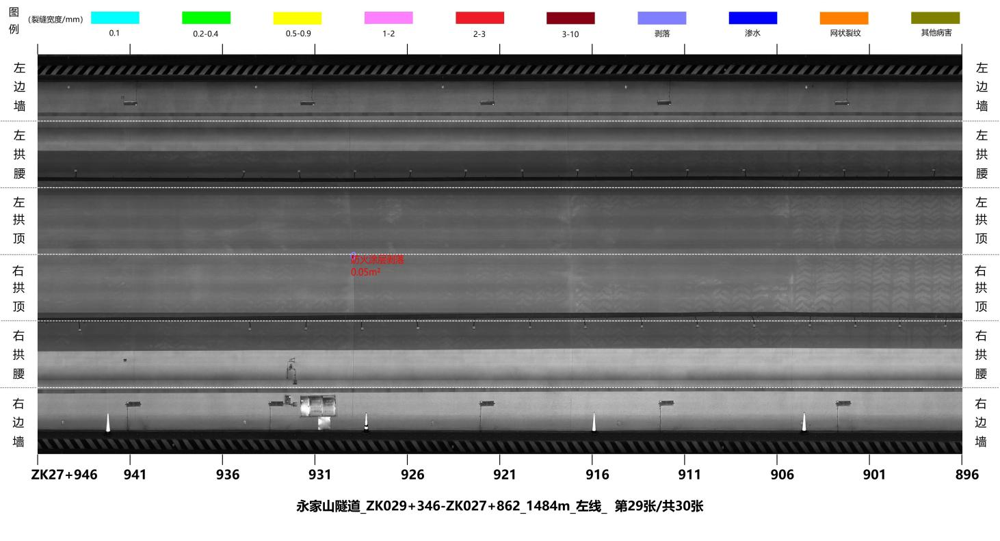 图例 (裂缝宽度/mm) 0.1 0.2-0.4 0.5-0.9 1-2 2-3 3-10 剥落 渗水 网状裂纹 其他病害
左边墙 左边墙
左拱腰 左拱腰
左拱顶 左拱顶
防火涂层剥落
0.05m²
右拱顶 右拱顶
右拱腰 右拱腰
右边墙 右边墙
ZK27+946 941 936 931 926 921 916 911 906 901 896
永家山隧道_ZK029+346-ZK027+862_1484m_左线_ 第29张/共30张